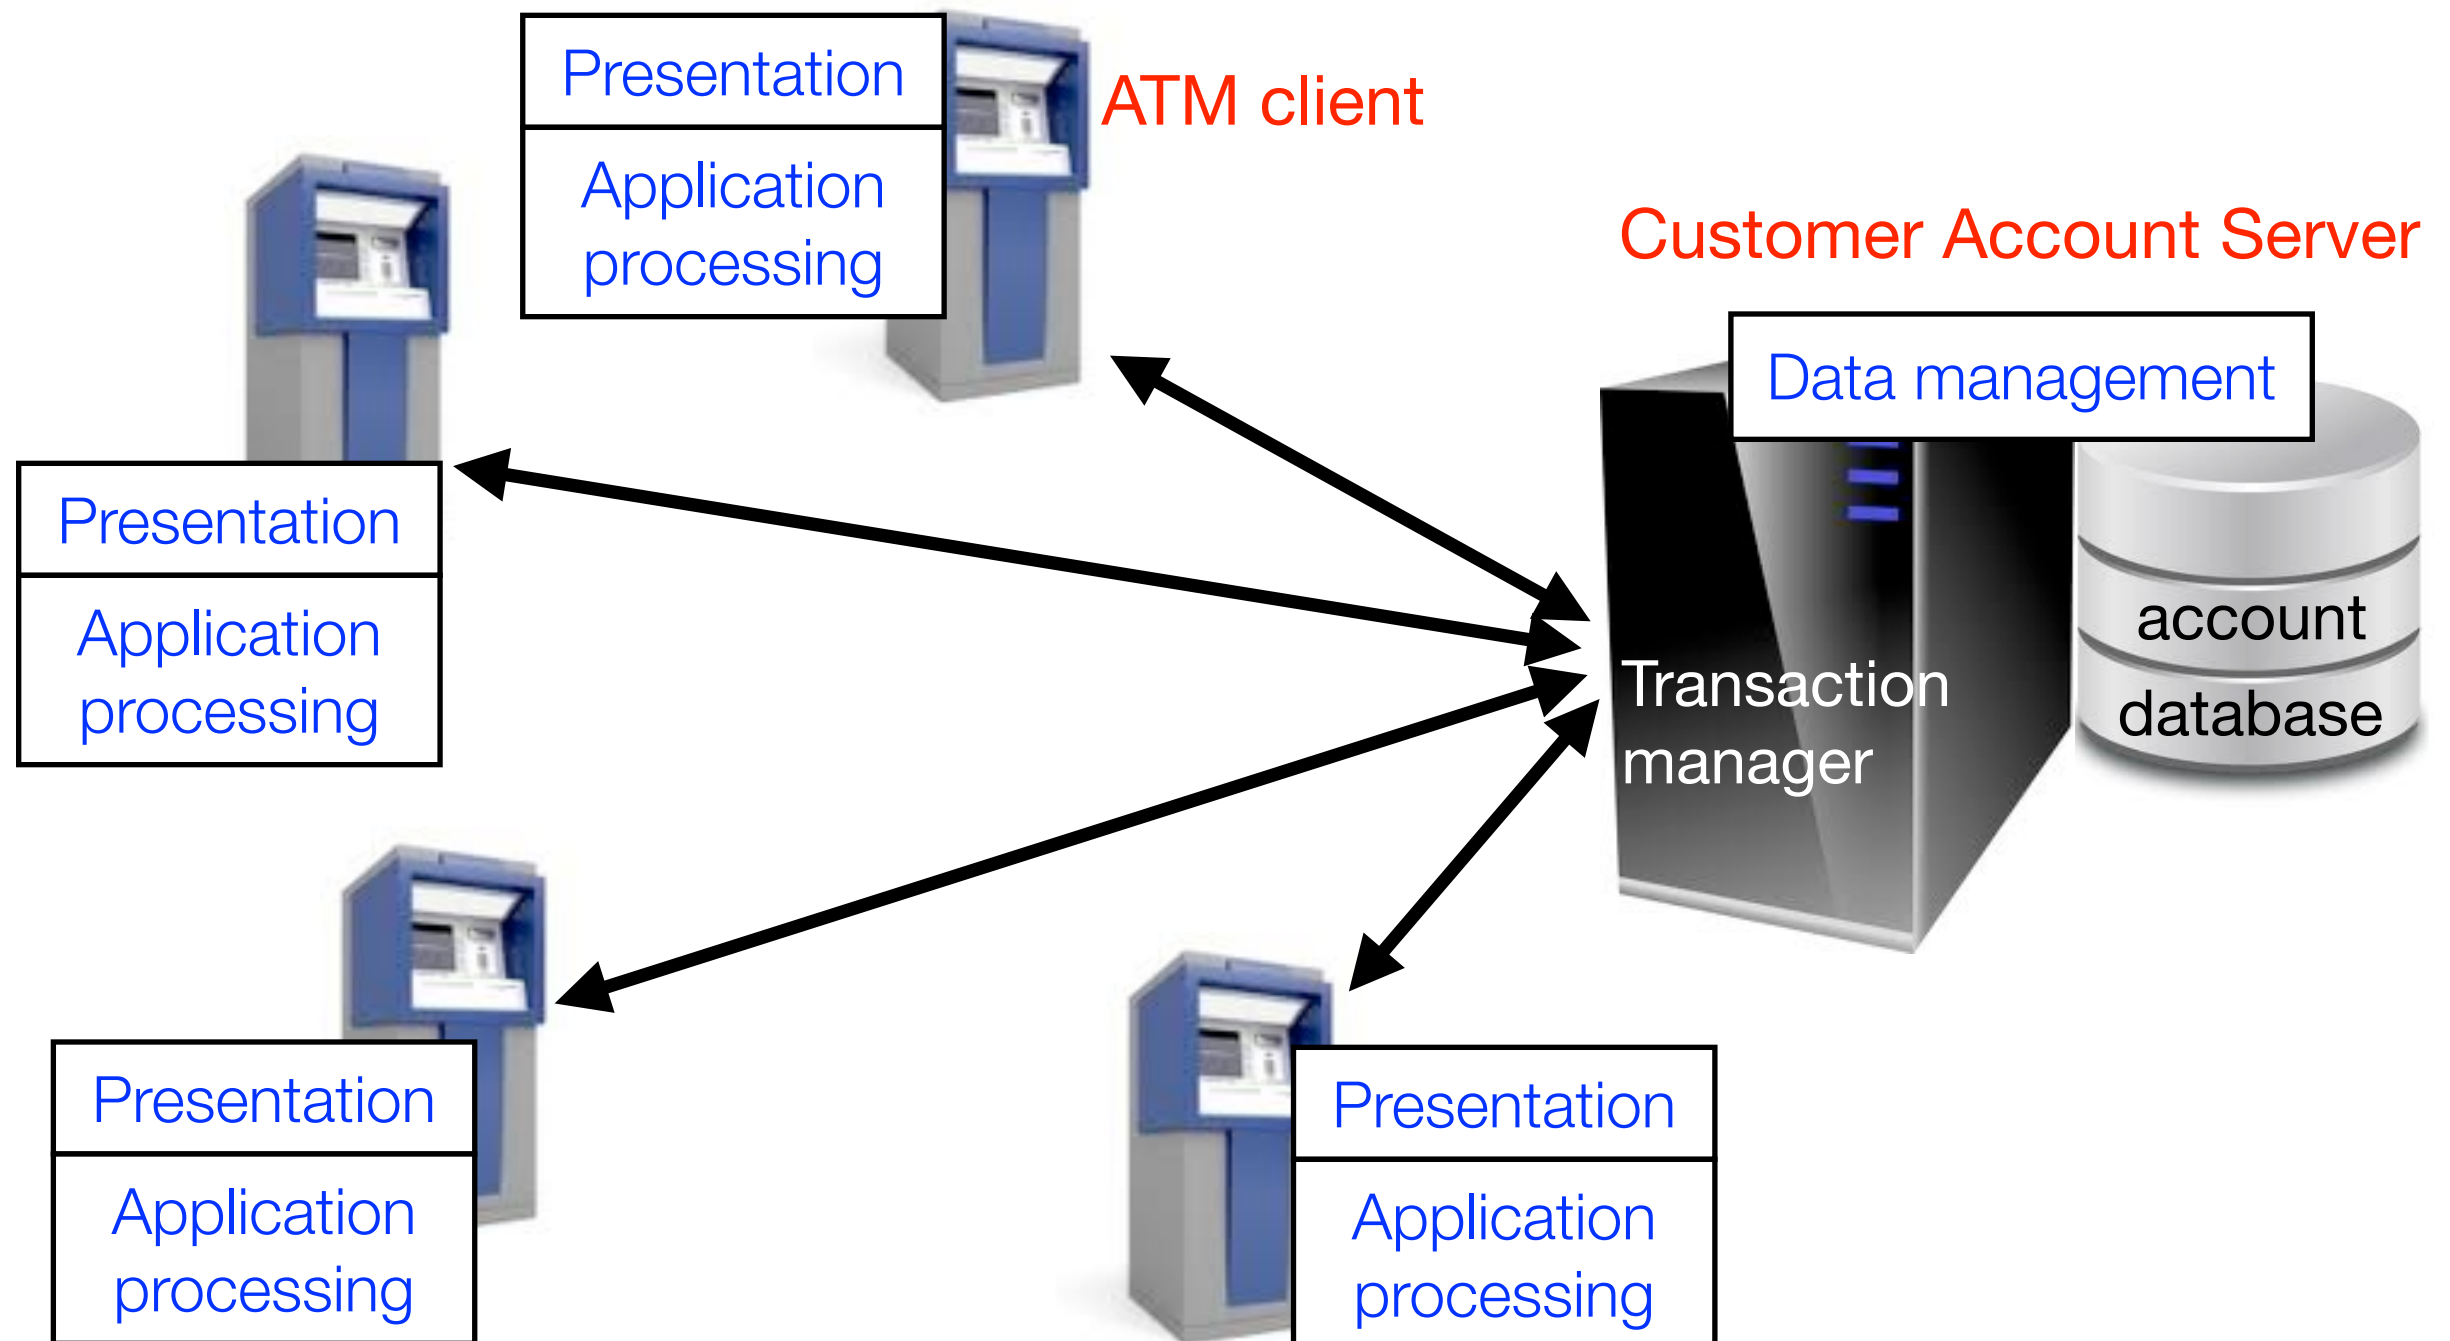 Presentation
Application
processing
ATM client
Customer Account Server
Data management
Presentation
Application
processing
account
database
Transaction
manager
Presentation
Application
processing
Presentation
Application
processing